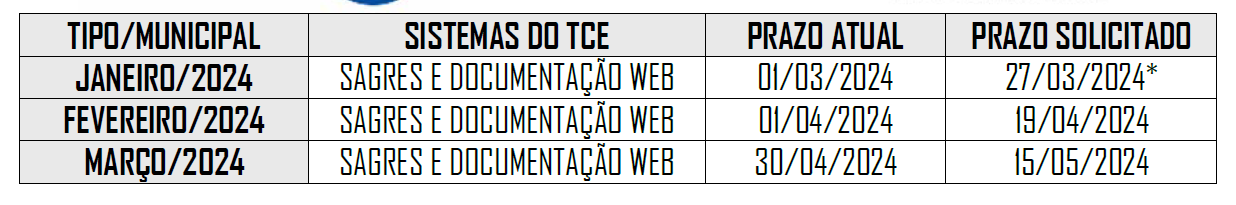 TIPO/MUNICIPAL SISTEMAS DO TCE PRAZO ATUAL PRAZO SOLICITADO
JANEIRO/2024 SAGRES E DOCUMENTAÇÃO WEB 01/03/2024 27/03/2024*
FEVEREIRO/2024 SAGRES E DOCUMENTAÇÃO WEB 01/04/2024 19/04/2024
MARÇO/2024 SAGRES E DOCUMENTAÇÃO WEB 30/04/2024 15/05/2024